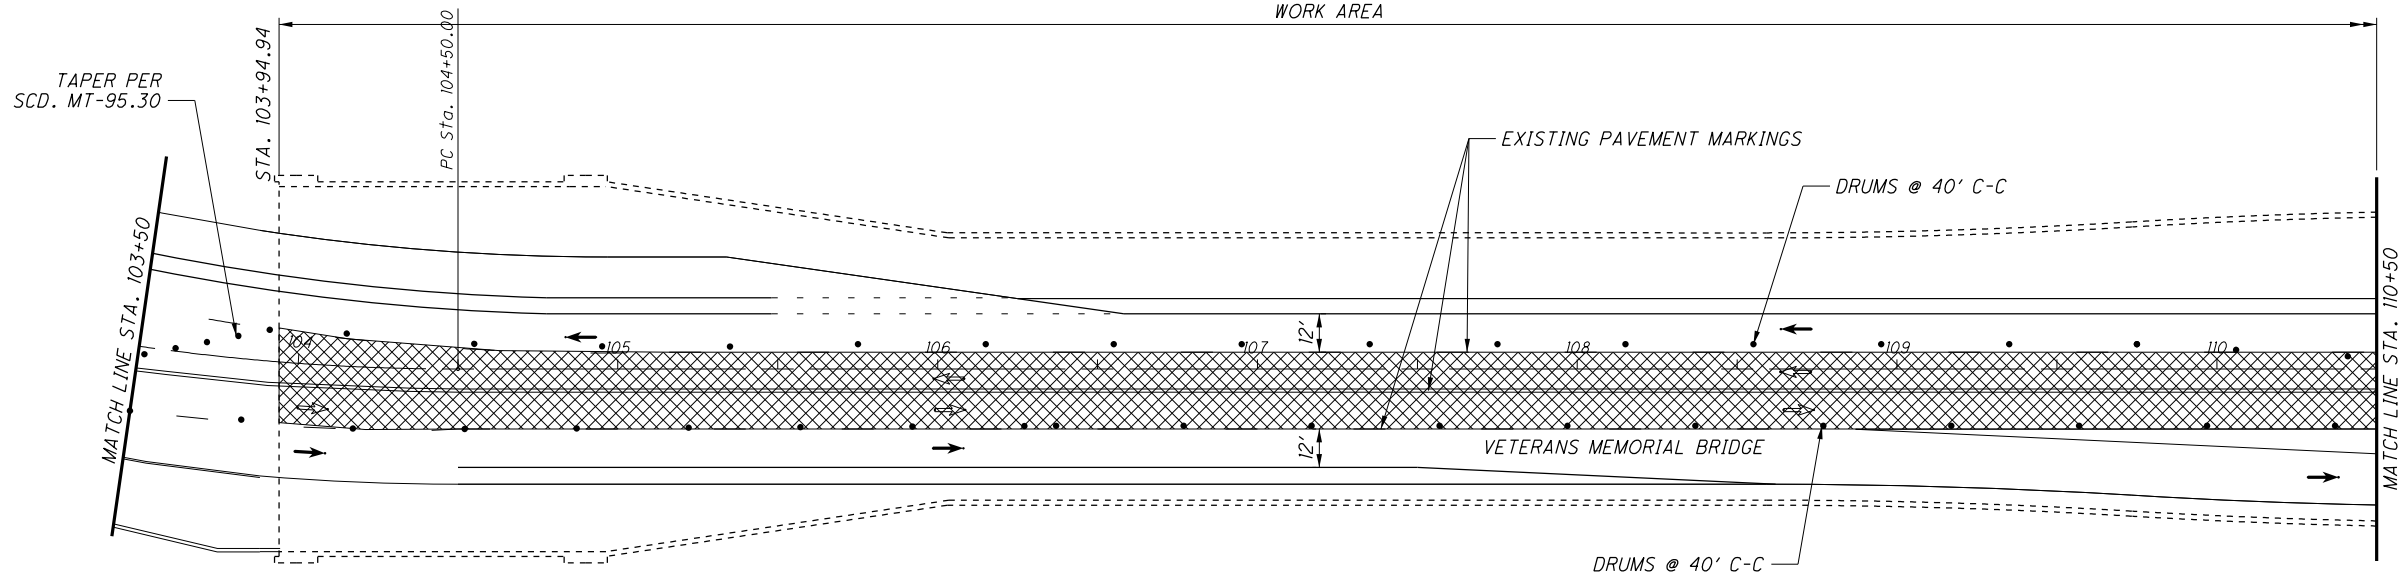 WORK AREA
STA. 103+94.94
PC Sta. 104+50.00
TAPER PER
SCD. MT-95.30
EXISTING PAVEMENT MARKINGS
DRUMS @ 40' C-C
MATCH LINE STA. 103+50
MATCH LINE STA. 110+50
12'
104
105
106
107
108
109
110
12'
VETERANS MEMORIAL BRIDGE
DRUMS @ 40' C-C